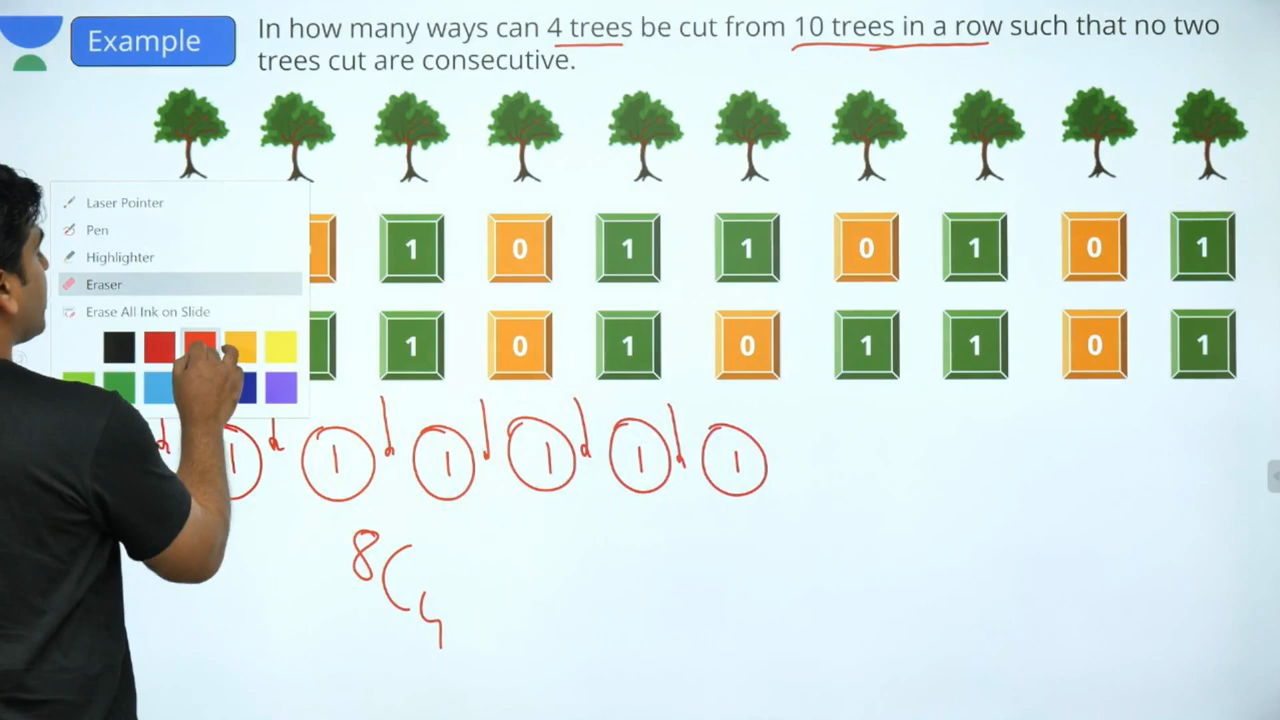 Example
In how many ways can 4 trees be cut from 10 trees in a row such that no two
trees cut are consecutive.
Laser Pointer
Pen
Highlighter
Eraser
Erase All Ink on Slide
1 0 1 1 0 1 0 1
1 0 1 0 1 1 0 1
1 1 1 1 1 1
8C4